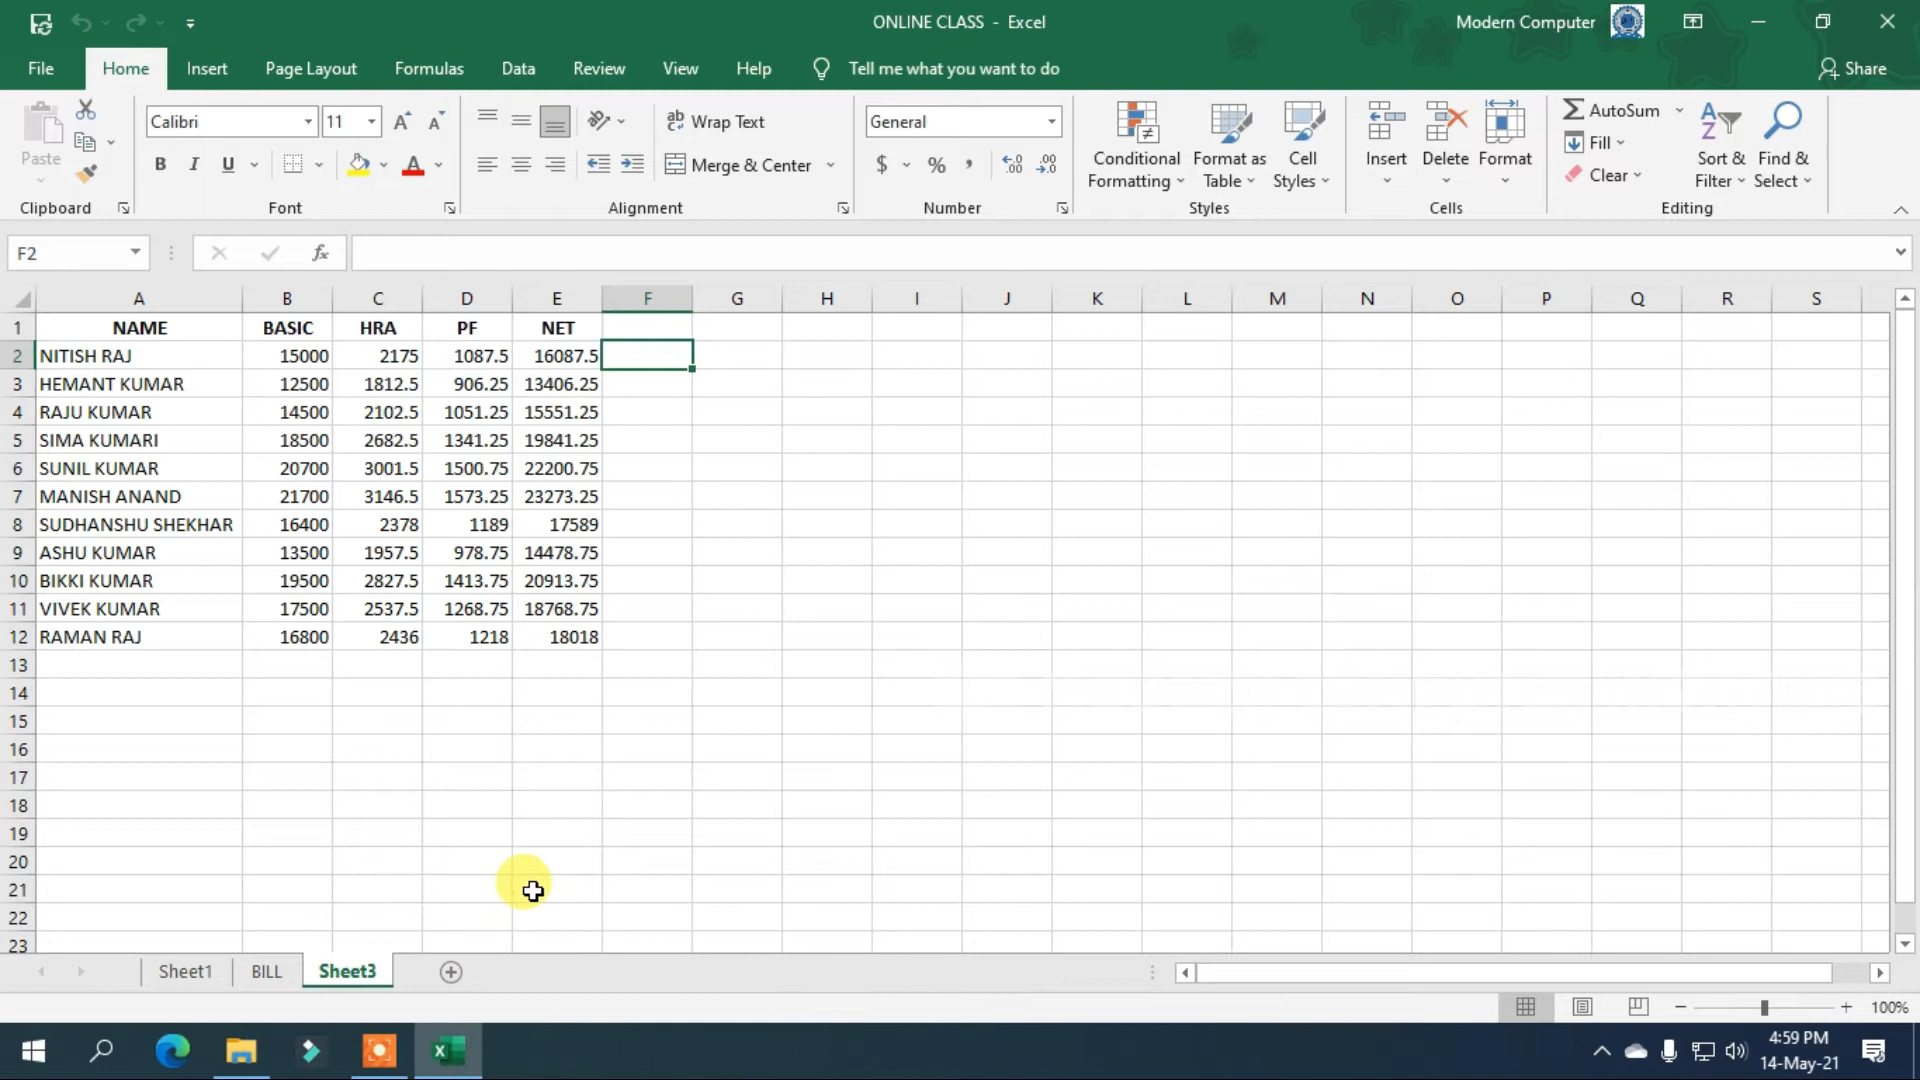 ONLINE CLASS - Excel
Modern Computer
File Home Insert Page Layout Formulas Data Review View Help Tell me what you want to do Share
Paste
Clipboard
Calibri 11
B I U A
Font
Wrap Text
Merge & Center
Alignment
General
$ % ,
Number
Conditional Formatting
Format as Table
Cell Styles
Styles
Insert Delete Format
Cells
AutoSum
Fill
Clear
Sort & Filter
Find & Select
Editing
F2 fx
A B C D E F G H I J K L M N O P Q R S
1 NAME BASIC HRA PF NET
2 NITISH RAJ 15000 2175 1087.5 16087.5
3 HEMANT KUMAR 12500 1812.5 906.25 13406.25
4 RAJU KUMAR 14500 2102.5 1051.25 15551.25
5 SIMA KUMARI 18500 2682.5 1341.25 19841.25
6 SUNIL KUMAR 20700 3001.5 1500.75 22200.75
7 MANISH ANAND 21700 3146.5 1573.25 23273.25
8 SUDHANSHU SHEKHAR 16400 2378 1189 17589
9 ASHU KUMAR 13500 1957.5 978.75 14478.75
10 BIKKI KUMAR 19500 2827.5 1413.75 20913.75
11 VIVEK KUMAR 17500 2537.5 1268.75 18768.75
12 RAMAN RAJ 16800 2436 1218 18018
13
14
15
16
17
18
19
20
21
22
23
Sheet1 BILL Sheet3
100%
4:59 PM
14-May-21